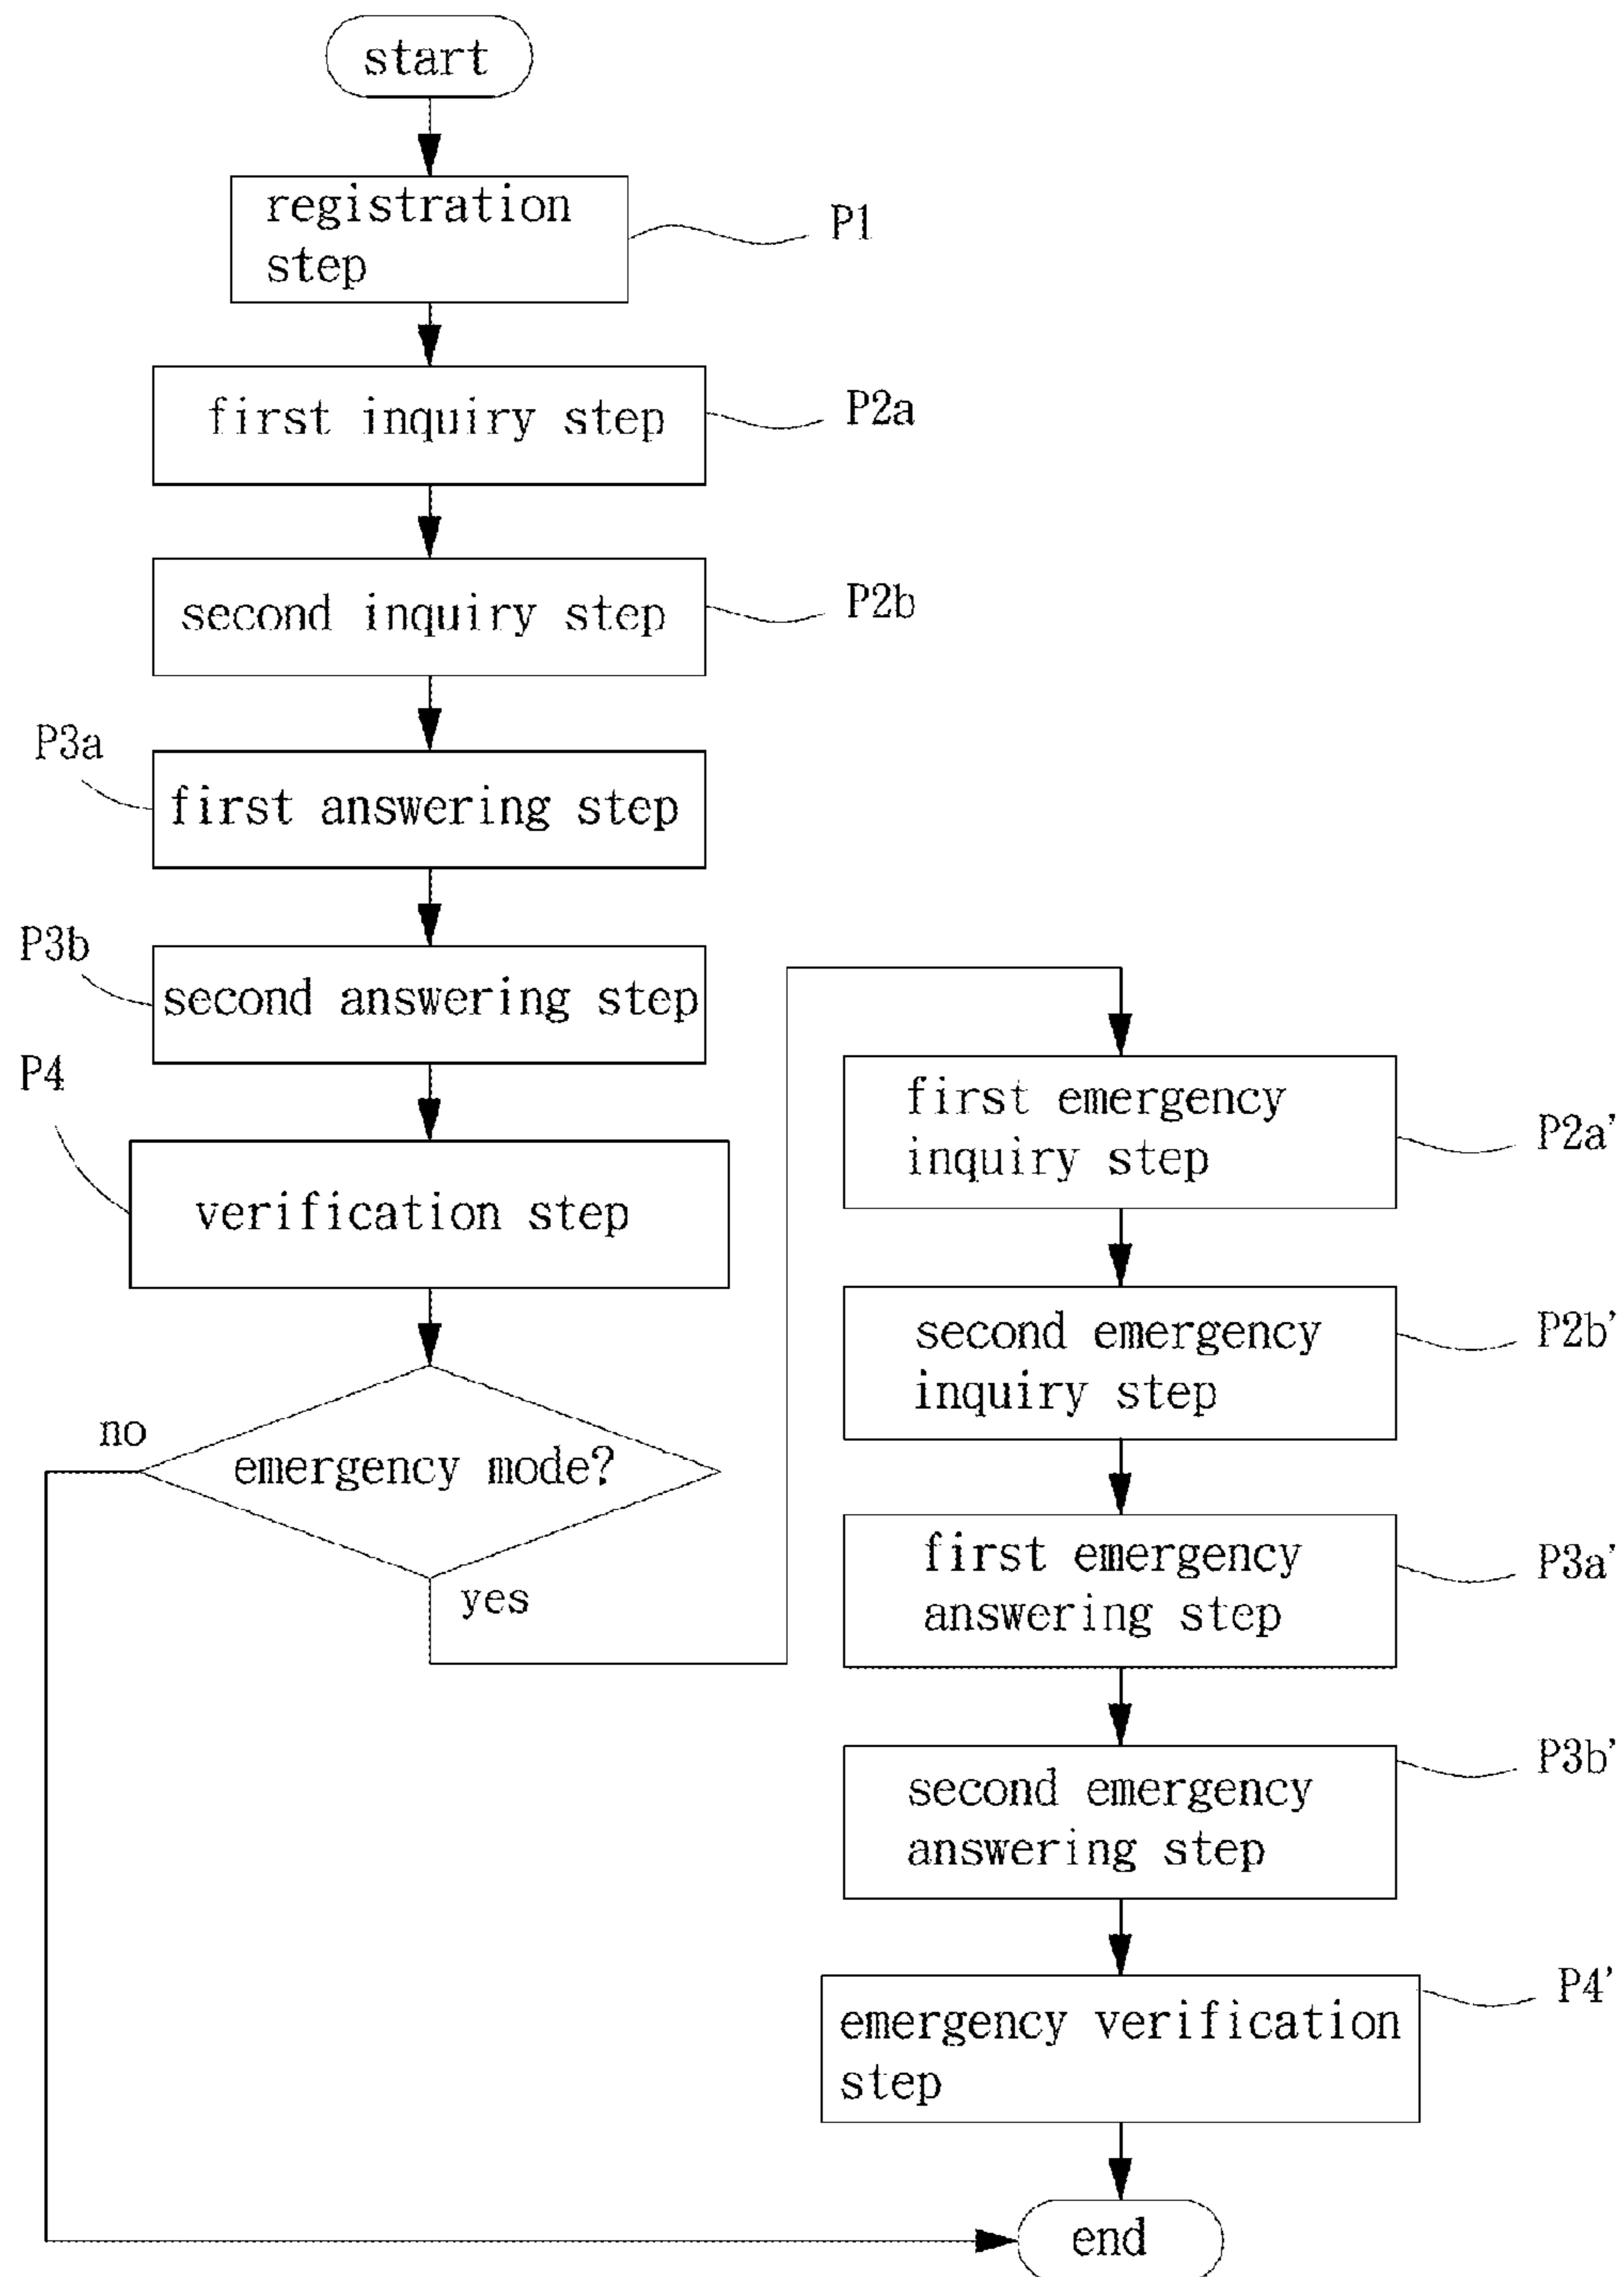 start
registration
step
P1
first inquiry step
P2a
second inquiry step
P2b
P3a
first answering step
P3b
second answering step
P4
verification step
no
emergency mode?
yes
first emergency
inquiry step
P2a'
second emergency
inquiry step
P2b'
first emergency
answering step
P3a'
second emergency
answering step
P3b'
emergency verification
step
P4'
end